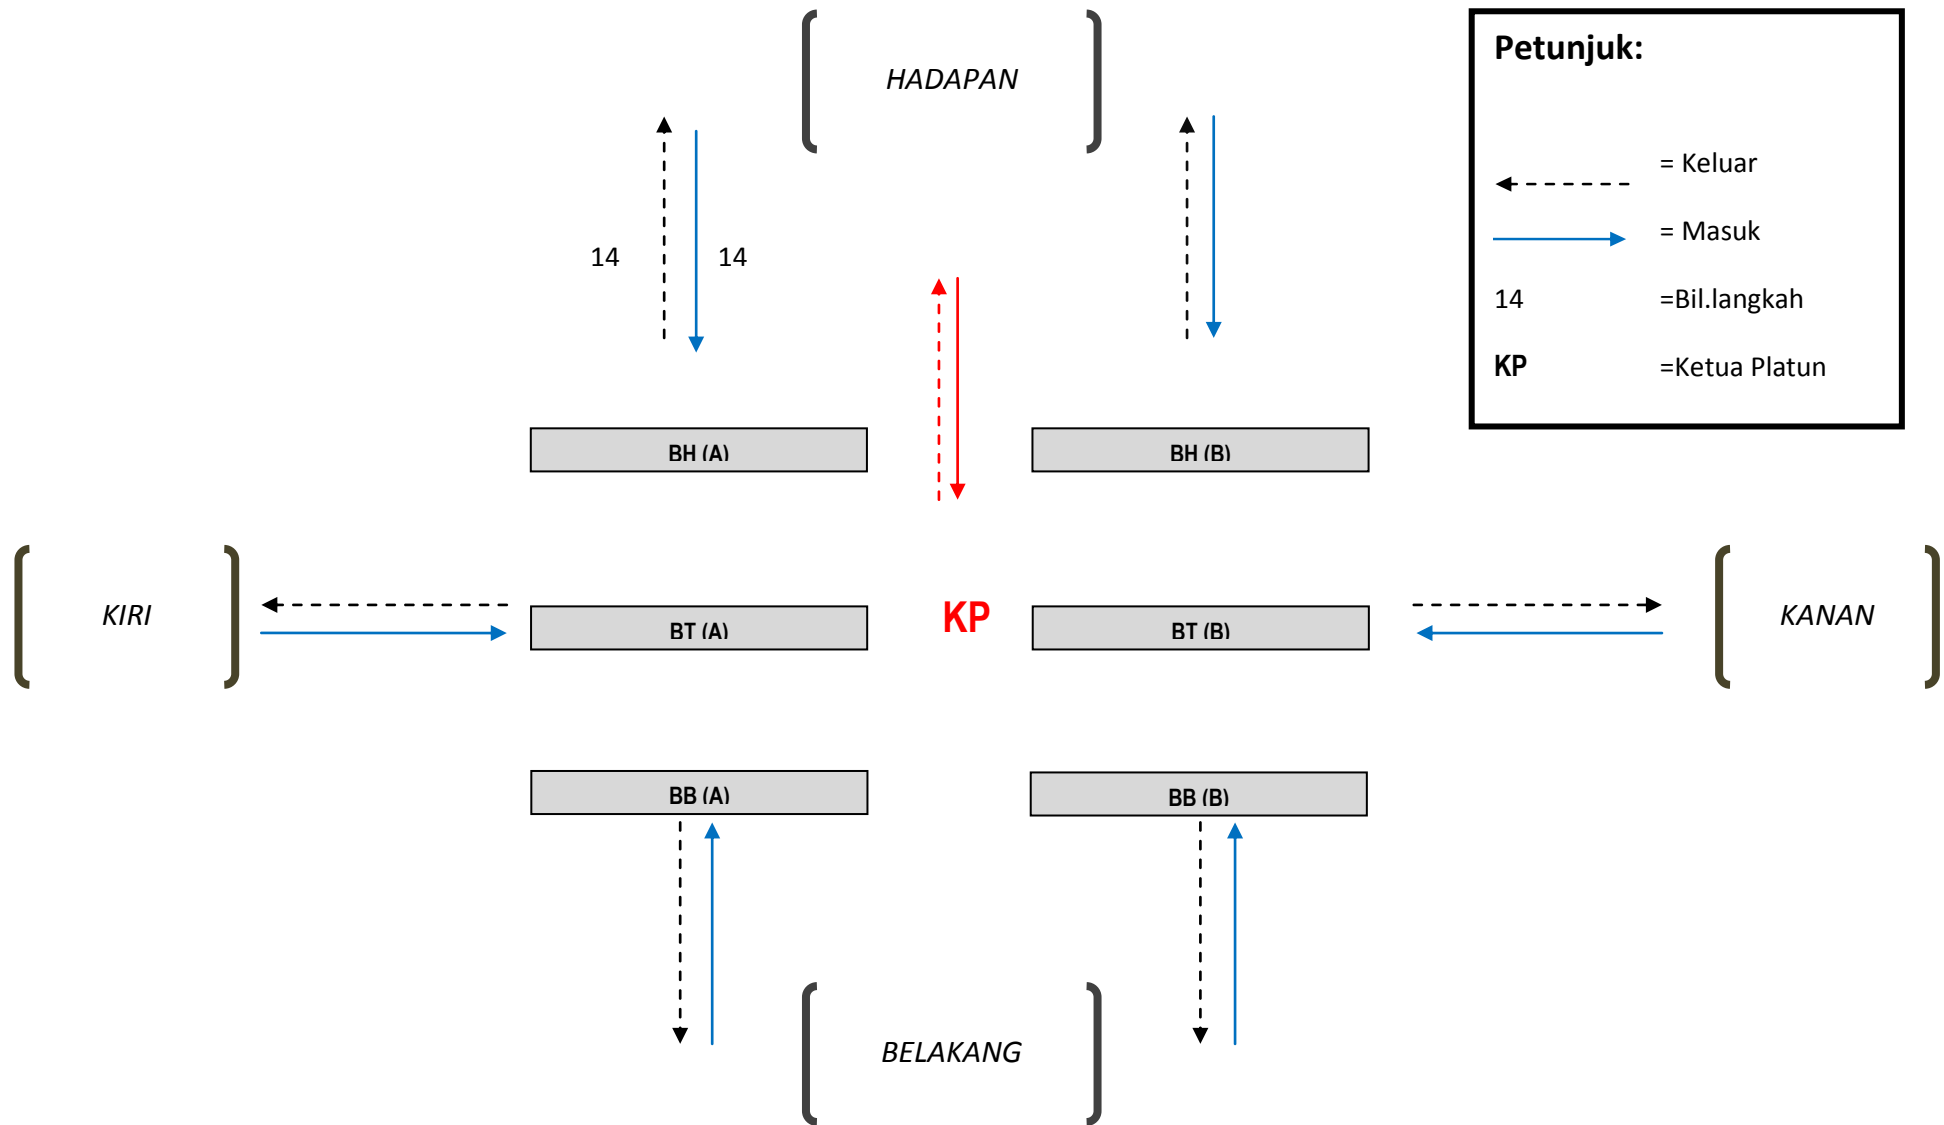 HADAPAN
Petunjuk:
= Keluar
= Masuk
14 =Bil.langkah
KP =Ketua Platun
14 14
BH (A) BH (B)
KIRI
BT (A) KP BT (B)
KANAN
BB (A) BB (B)
BELAKANG